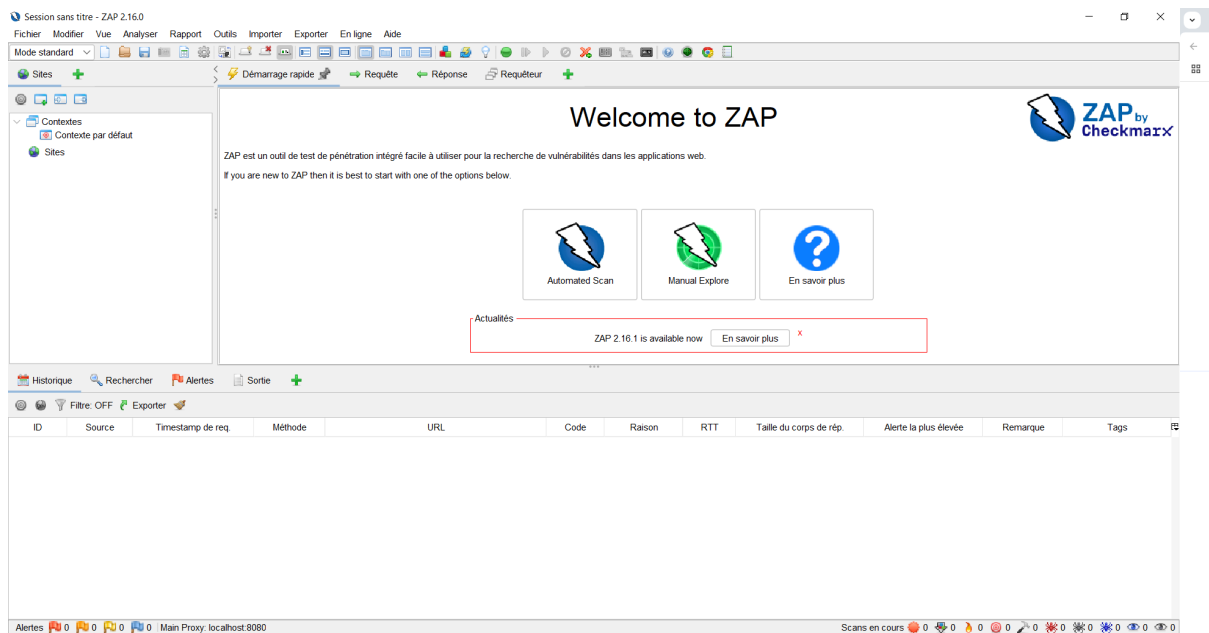 Session sans titre - ZAP 2.16.0
Fichier Modifier Vue Analyser Rapport Outils Importer Exporter En ligne Aide
Mode standard
Sites
Démarrage rapide Requête Réponse Requêteur
Contextes
Contexte par défaut
Sites
Welcome to ZAP
ZAP by Checkmarx
ZAP est un outil de test de pénétration intégré facile à utiliser pour la recherche de vulnérabilités dans les applications web.
If you are new to ZAP then it is best to start with one of the options below.
Automated Scan
Manual Explore
En savoir plus
Actualités
ZAP 2.16.1 is available now En savoir plus x
Historique Rechercher Alertes Sortie
Filtre: OFF Exporter
ID Source Timestamp de req. Méthode URL Code Raison RTT Taille du corps de rép. Alerte la plus élevée Remarque Tags
Alertes 0 0 0 0 Main Proxy: localhost:8080 Scans en cours 0 0 0 0 0 0 0 0 0 0